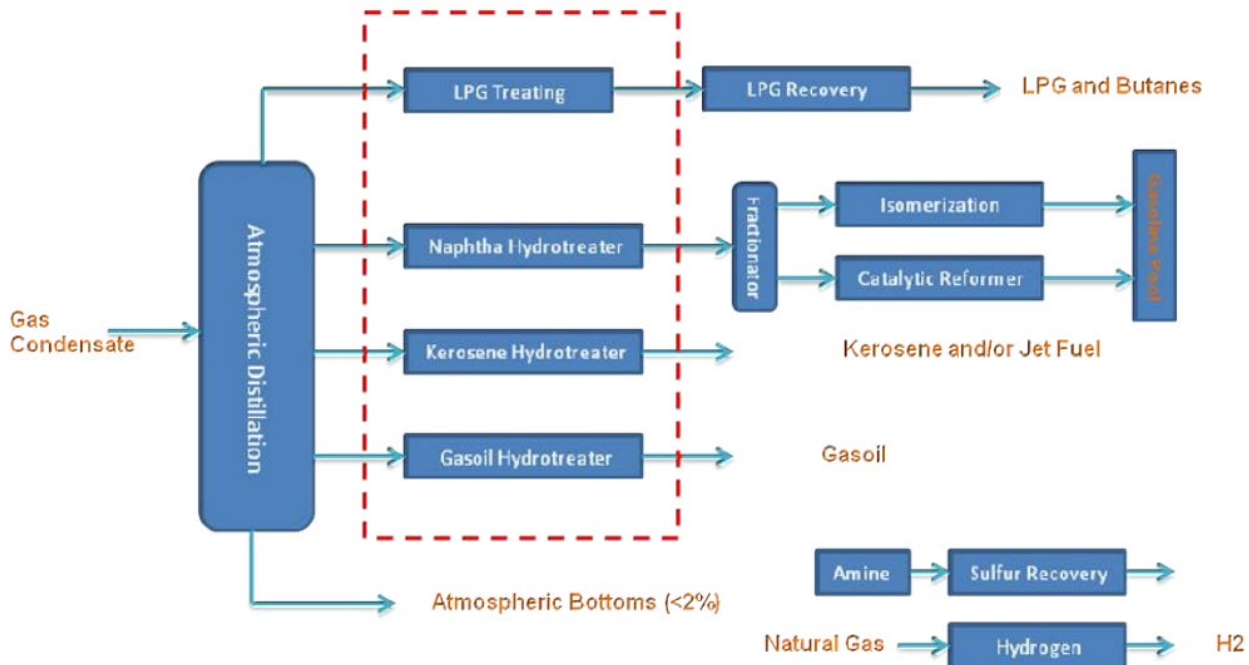 LPG Treating
LPG Recovery
LPG and Butanes
Atmospheric Distillation
Naphtha Hydrotreater
Fractionator
Isomerization
Catalytic Reformer
Gasoline Pool
Gas
Condensate
Kerosene Hydrotreater
Kerosene and/or Jet Fuel
Gasoil Hydrotreater
Gasoil
Atmospheric Bottoms (<2%)
Amine
Sulfur Recovery
Natural Gas
Hydrogen
H2